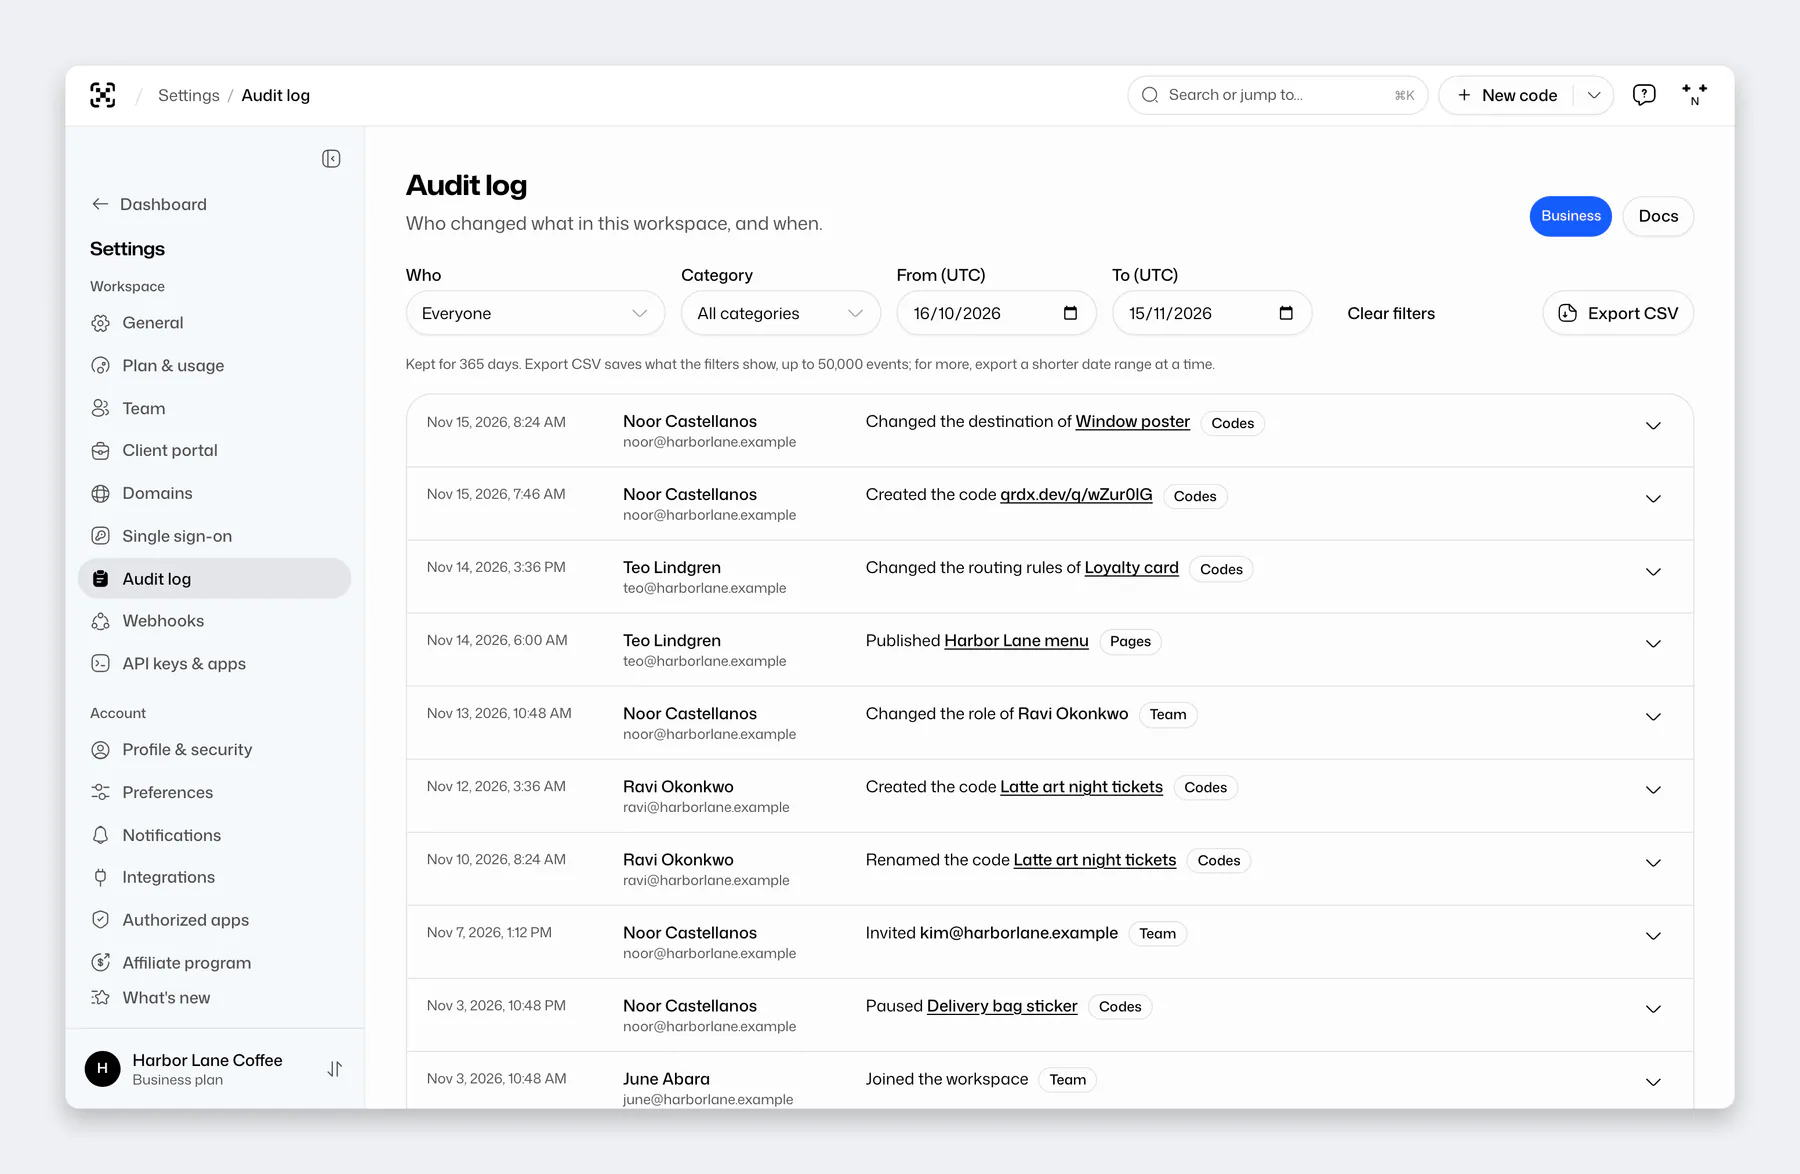 Settings / Audit log
Search or jump to... ⌘K
+ New code
?
N
Dashboard
Settings
Workspace
General
Plan & usage
Team
Client portal
Domains
Single sign-on
Audit log
Webhooks
API keys & apps
Account
Profile & security
Preferences
Notifications
Integrations
Authorized apps
Affiliate program
What's new
H
Harbor Lane Coffee
Business plan
Audit log
Who changed what in this workspace, and when.
Business
Docs
Who
Category
From (UTC)
To (UTC)
Everyone
All categories
16/10/2026
15/11/2026
Clear filters
Export CSV
Kept for 365 days. Export CSV saves what the filters show, up to 50,000 events; for more, export a shorter date range at a time.
Nov 15, 2026, 8:24 AM Noor Castellanos Changed the destination of Window poster Codes
noor@harborlane.example
Nov 15, 2026, 7:46 AM Noor Castellanos Created the code qrdx.dev/q/wZur0lG Codes
noor@harborlane.example
Nov 14, 2026, 3:36 PM Teo Lindgren Changed the routing rules of Loyalty card Codes
teo@harborlane.example
Nov 14, 2026, 6:00 AM Teo Lindgren Published Harbor Lane menu Pages
teo@harborlane.example
Nov 13, 2026, 10:48 AM Noor Castellanos Changed the role of Ravi Okonkwo Team
noor@harborlane.example
Nov 12, 2026, 3:36 AM Ravi Okonkwo Created the code Latte art night tickets Codes
ravi@harborlane.example
Nov 10, 2026, 8:24 AM Ravi Okonkwo Renamed the code Latte art night tickets Codes
ravi@harborlane.example
Nov 7, 2026, 1:12 PM Noor Castellanos Invited kim@harborlane.example Team
noor@harborlane.example
Nov 3, 2026, 10:48 PM Noor Castellanos Paused Delivery bag sticker Codes
noor@harborlane.example
Nov 3, 2026, 10:48 AM June Abara Joined the workspace Team
june@harborlane.example